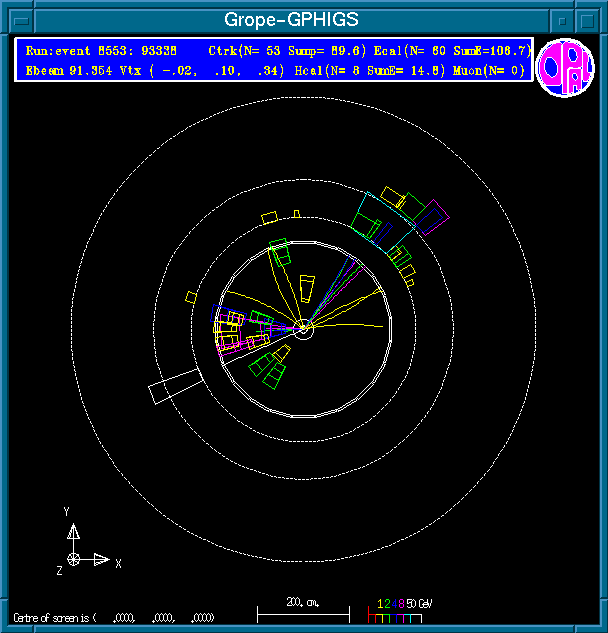 Grope-GPHIGS
Run:event 8553: 93328 Ctrk(N= 53 Sump= 89.6) Ecal(N= 80 SumE=108.7)
Ebeam 91.354 Vtx ( -.02, .10, .34) Hcal(N= 8 SumE= 14.8) Muon(N= 0)
OPAL
Y
Z X
200. cm.
1 2 4 8 50 GeV
Centre of screen is ( .0000, .0000, .0000)